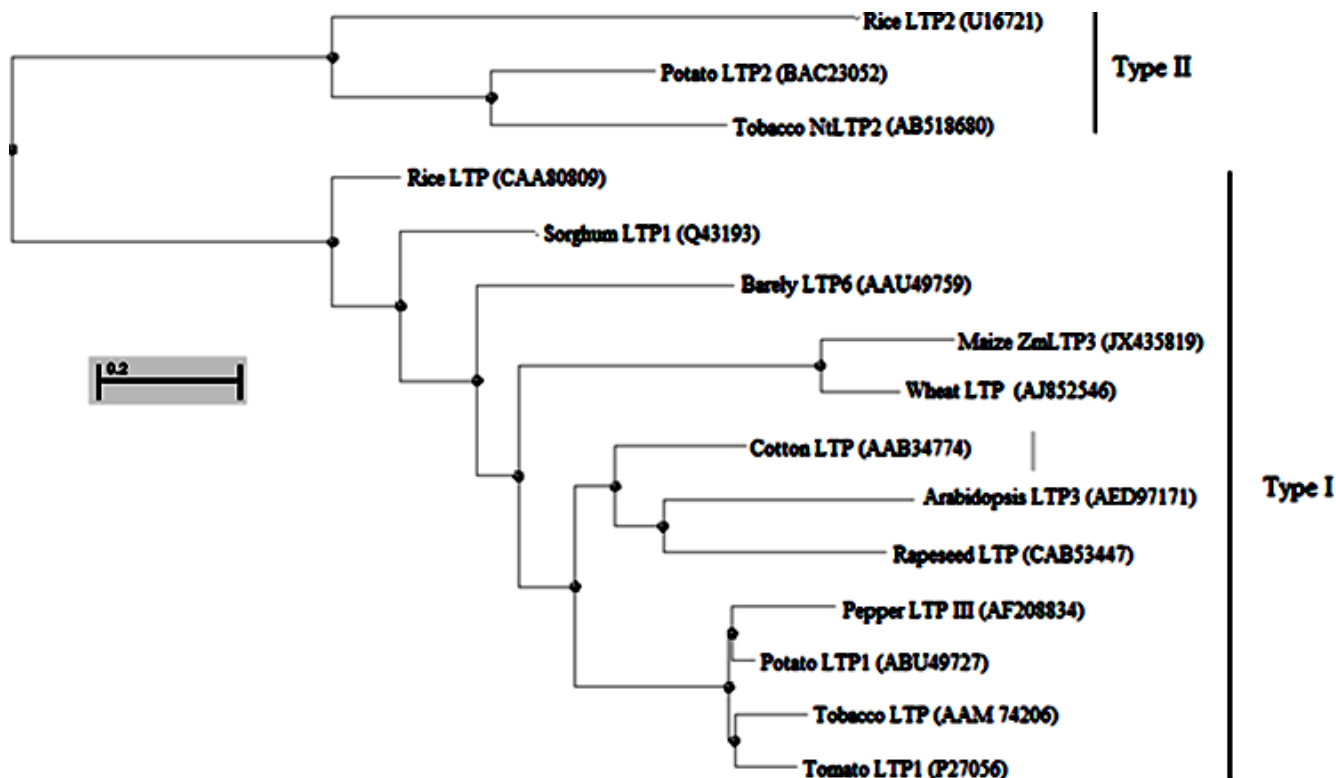 Rice LTP2 (U16721)
Potato LTP2 (BAC23052)
Type II
Tobacco NtLTP2 (AB518680)
Rice LTP (CAA80809)
Sorghum LTP1 (Q43193)
Barely LTP6 (AAU49759)
Maize ZmLTP3 (JX435819)
0.2
Wheat LTP (AJ852546)
Cotton LTP (AAB34774)
Type I
Arabidopsis LTP3 (AED97171)
Rapeseed LTP (CAB53447)
Pepper LTP III (AF208834)
Potato LTP1 (ABU49727)
Tobacco LTP (AAM 74206)
Tomato LTP1 (P27056)